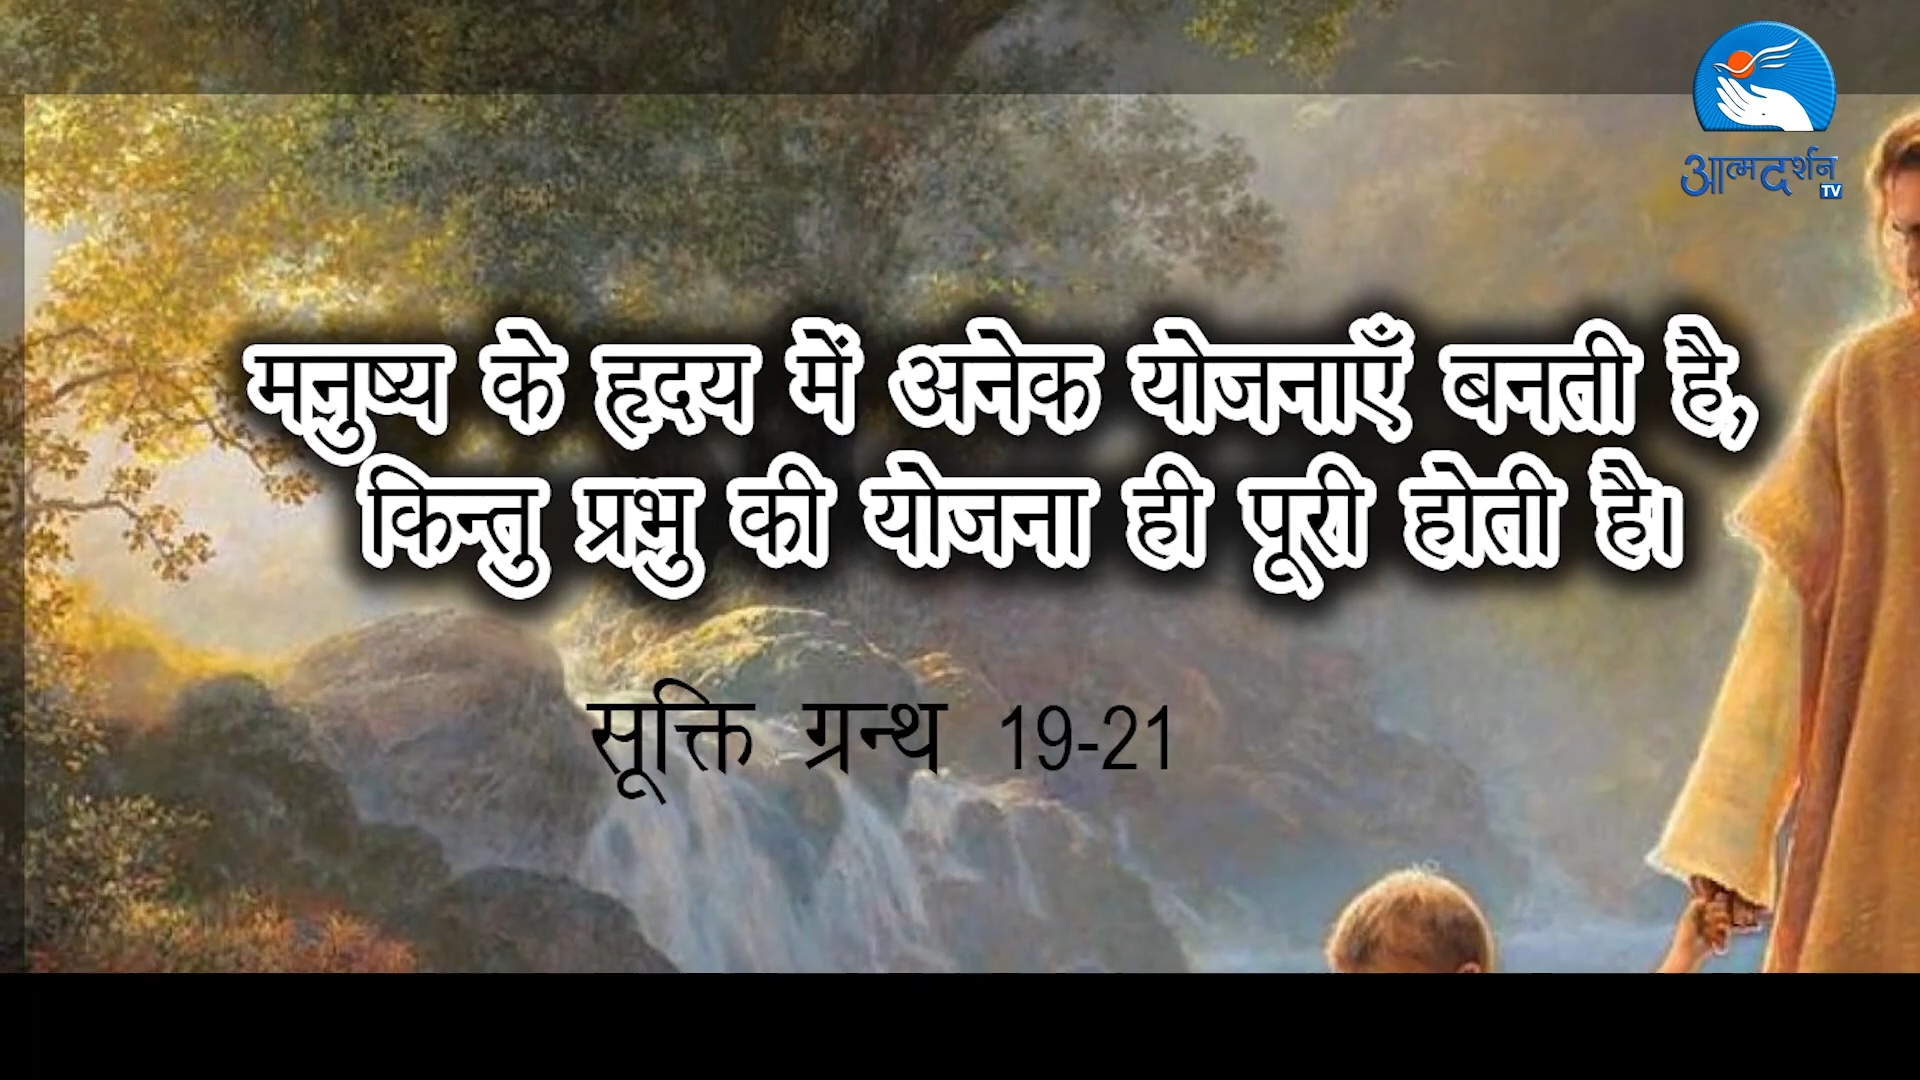 आत्मदर्शन
TV
मनुष्य के हृदय में अनेक योजनाएँ बनती है,
किन्तु प्रभु की योजना ही पूरी होती है।
सूक्ति ग्रन्थ 19-21